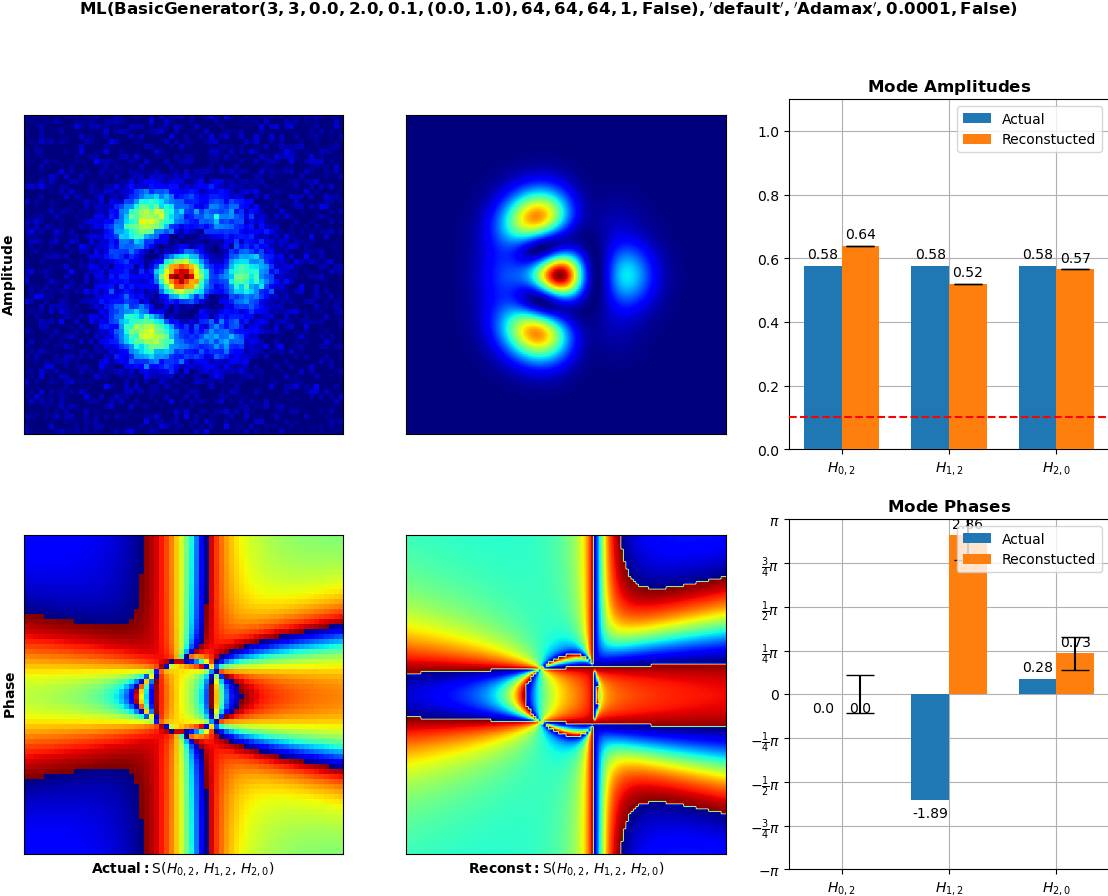 ML(BasicGenerator(3, 3, 0.0, 2.0, 0.1, (0.0, 1.0), 64, 64, 64, 1, False), ′default′, ′Adamax′, 0.0001, False)
Amplitude
Mode Amplitudes
Actual
Reconstucted
1.0
0.8
0.6
0.4
0.2
0.0
0.58
0.64
0.58
0.52
0.58
0.57
H0,2
H1,2
H2,0
Phase
Actual: S(H0,2, H1,2, H2,0)
Reconst: S(H0,2, H1,2, H2,0)
Mode Phases
Actual
Reconstucted
π
3/4π
1/2π
1/4π
0
−1/4π
−1/2π
−3/4π
−π
0.0
0.0
-1.89
2.86
0.28
0.73
H0,2
H1,2
H2,0